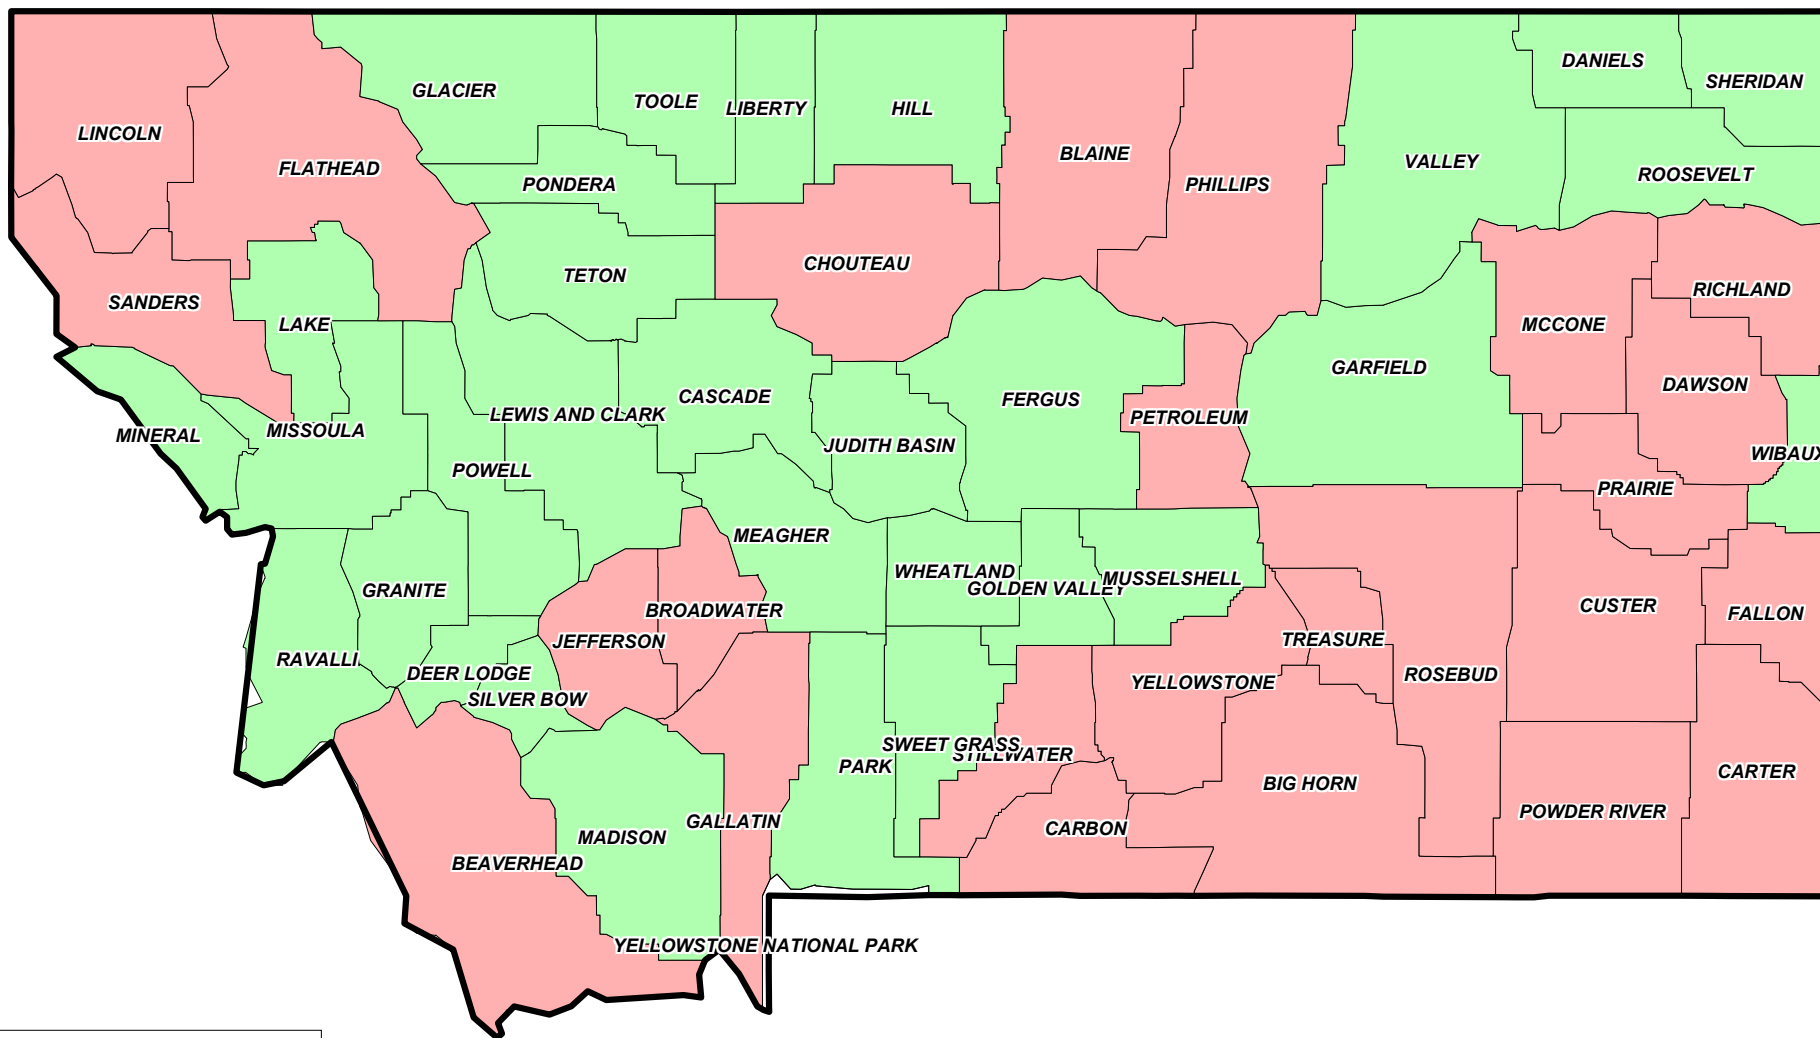 DANIELS
SHERIDAN
GLACIER
TOOLE
LIBERTY
HILL
LINCOLN
BLAINE
VALLEY
FLATHEAD
PONDERA
PHILLIPS
ROOSEVELT
CHOUTEAU
TETON
RICHLAND
SANDERS
LAKE
MCCONE
GARFIELD
DAWSON
CASCADE
FERGUS
LEWIS AND CLARK
PETROLEUM
MISSOULA
MINERAL
JUDITH BASIN
WIBAUX
POWELL
PRAIRIE
MEAGHER
WHEATLAND
MUSSELSHELL
GOLDEN VALLEY
GRANITE
CUSTER
BROADWATER
FALLON
JEFFERSON
TREASURE
RAVALLI
DEER LODGE
ROSEBUD
YELLOWSTONE
SILVER BOW
SWEET GRASS
STILLWATER
PARK
CARTER
BIG HORN
POWDER RIVER
GALLATIN
CARBON
MADISON
BEAVERHEAD
YELLOWSTONE NATIONAL PARK